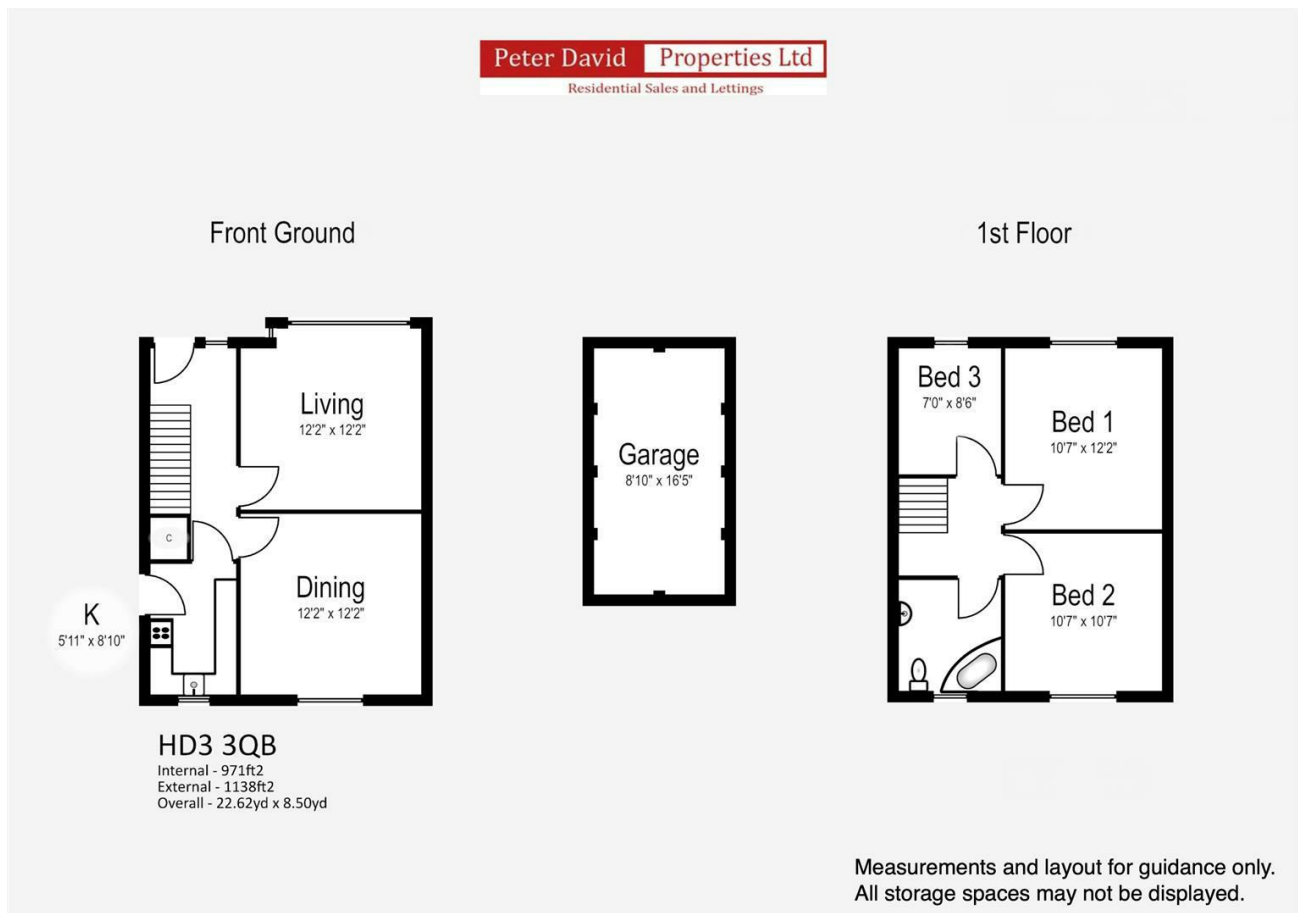 Peter David Properties Ltd
Residential Sales and Lettings
Front Ground
1st Floor
Living
12'2" x 12'2"
C
Dining
12'2" x 12'2"
K
5'11" x 8'10"
Garage
8'10" x 16'5"
Bed 3
7'0" x 8'6"
Bed 1
10'7" x 12'2"
Bed 2
10'7" x 10'7"
HD3 3QB
Internal - 971ft2
External - 1138ft2
Overall - 22.62yd x 8.50yd
Measurements and layout for guidance only.
All storage spaces may not be displayed.